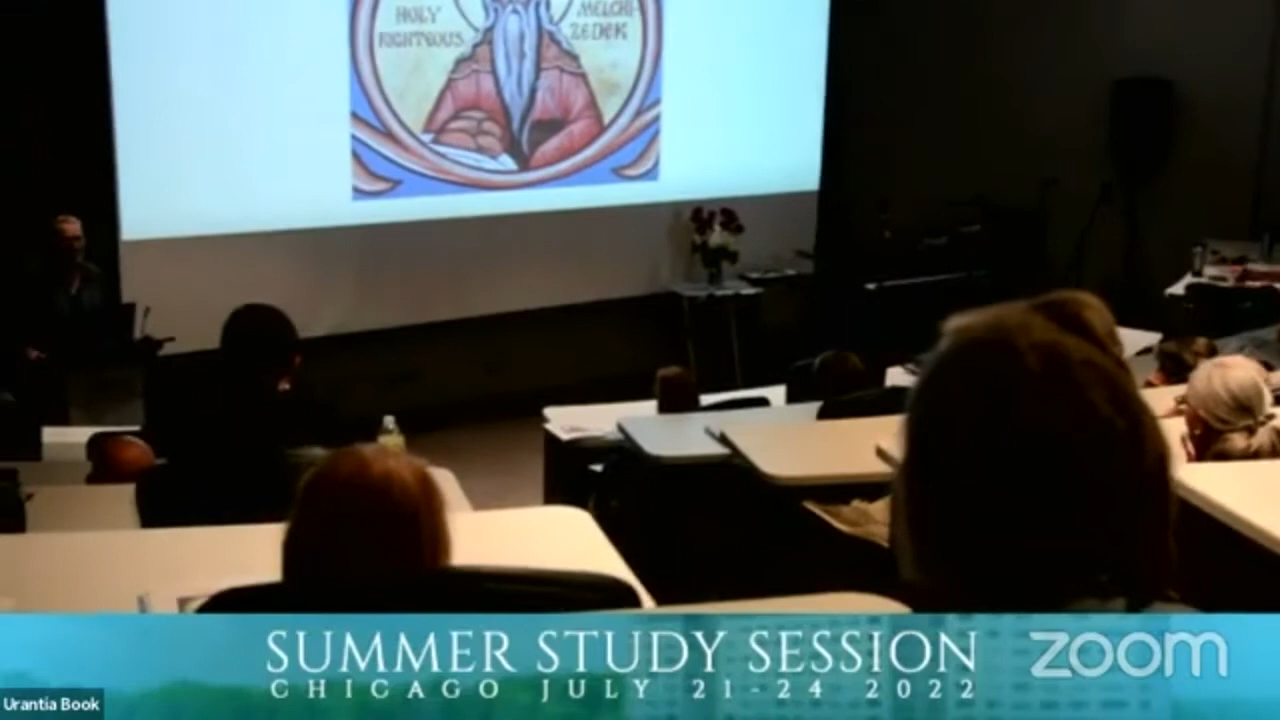 HOLY
RIGHTEOUS
MELCHI-
ZEDEK
SUMMER STUDY SESSION
CHICAGO JULY 21-24 2022
zoom
Urantia Book